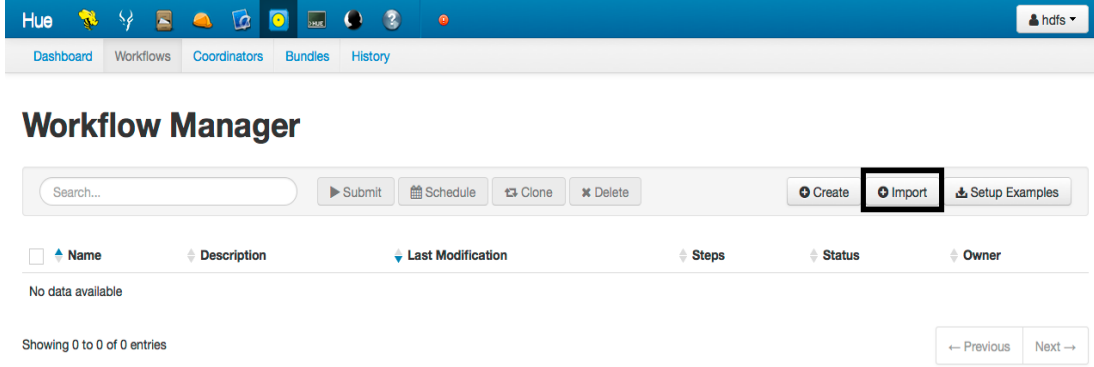 Hue hdfs
Dashboard Workflows Coordinators Bundles History
Workflow Manager
Search... Submit Schedule Clone Delete Create Import Setup Examples
Name Description Last Modification Steps Status Owner
No data available
Showing 0 to 0 of 0 entries ← Previous Next →